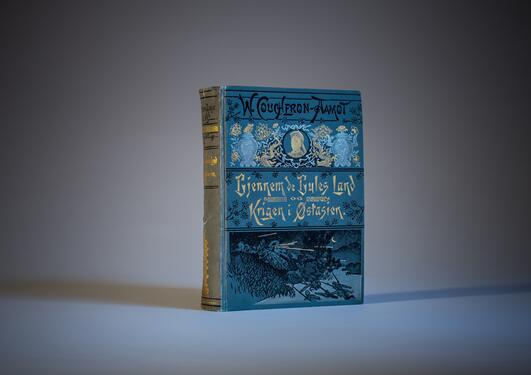 W. COUCHERON-AAMOT
Gjennem de Gules Land
OG
Krigen i Østasien.